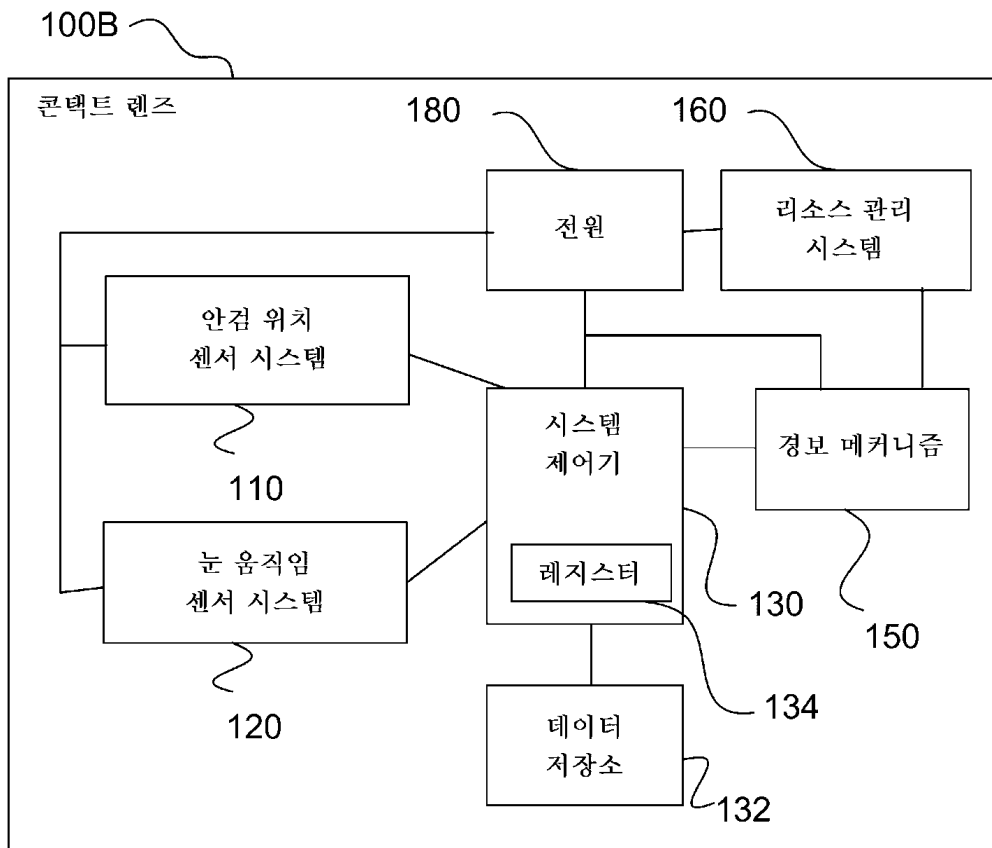 100B
콘택트 렌즈
180
160
전원
리소스 관리
시스템
안검 위치
센서 시스템
110
시스템
제어기
경보 메커니즘
레지스터
130
150
눈 움직임
센서 시스템
120
134
데이터
저장소
132